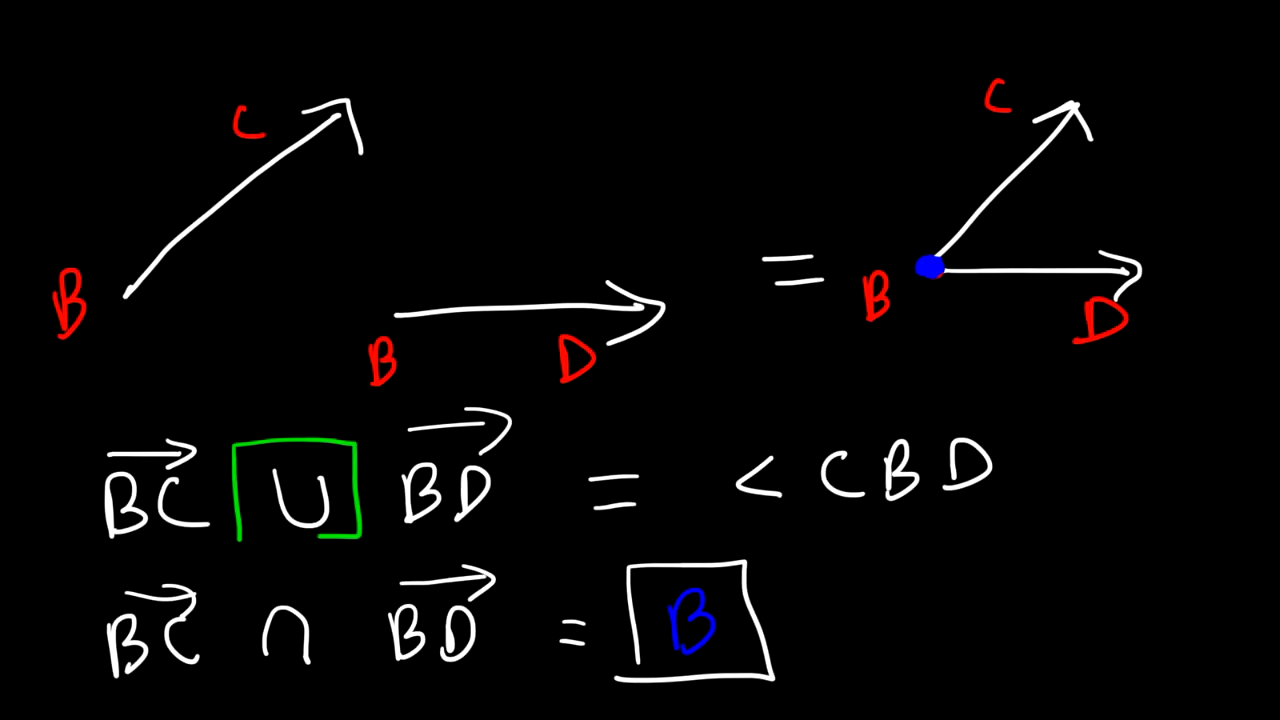 C
C
B
B
D
=
B
D
BC→ ∪ BD→ = <CBD
BC→ ∩ BD→ = B